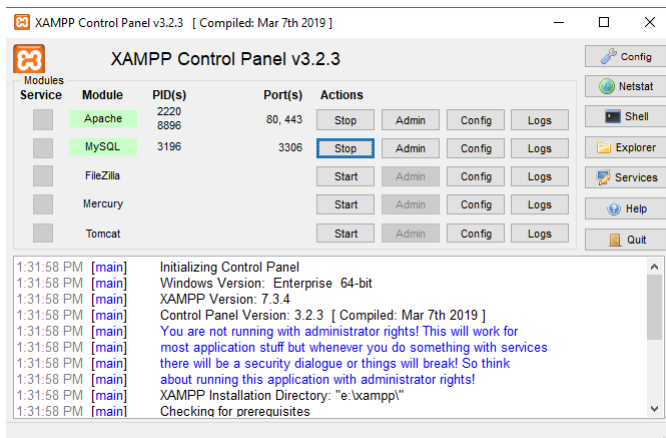 XAMPP Control Panel v3.2.3 [ Compiled: Mar 7th 2019 ]
XAMPP Control Panel v3.2.3
Config
Modules
Service Module PID(s) Port(s) Actions
Netstat
Apache 2220 8896 80, 443 Stop Admin Config Logs
Shell
MySQL 3196 3306 Stop Admin Config Logs
Explorer
FileZilla Start Admin Config Logs
Services
Mercury Start Admin Config Logs
Help
Tomcat Start Admin Config Logs
Quit
1:31:58 PM [main] Initializing Control Panel
1:31:58 PM [main] Windows Version: Enterprise 64-bit
1:31:58 PM [main] XAMPP Version: 7.3.4
1:31:58 PM [main] Control Panel Version: 3.2.3 [ Compiled: Mar 7th 2019 ]
1:31:58 PM [main] You are not running with administrator rights! This will work for
1:31:58 PM [main] most application stuff but whenever you do something with services
1:31:58 PM [main] there will be a security dialogue or things will break! So think
1:31:58 PM [main] about running this application with administrator rights!
1:31:58 PM [main] XAMPP Installation Directory: "e:\xampp\"
1:31:58 PM [main] Checking for prerequisites